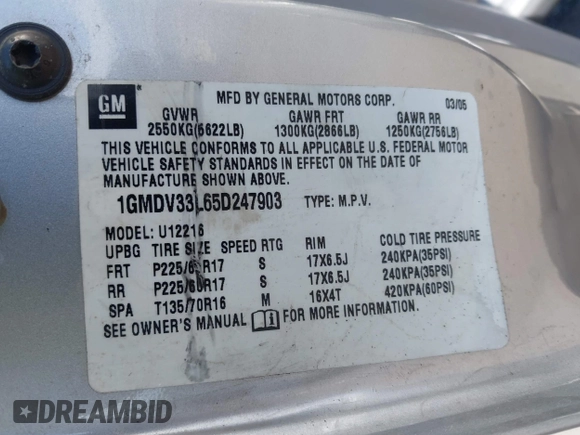 GM
MFD BY GENERAL MOTORS CORP. 03/05
GVWR GAWR FRT GAWR RR
2550KG(5622LB) 1300KG(2866LB) 1250KG(2756LB)
THIS VEHICLE CONFORMS TO ALL APPLICABLE U.S. FEDERAL MOTOR
VEHICLE SAFETY STANDARDS IN EFFECT ON THE DATE OF
MANUFACTURE SHOWN ABOVE.
1GMDV33L65D247903 TYPE: M.P.V.
MODEL: U12216
UPBG TIRE SIZE SPEED RTG RIM COLD TIRE PRESSURE
FRT P225/60R17 S 17X6.5J 240KPA(35PSI)
RR P225/60R17 S 17X6.5J 240KPA(35PSI)
SPA T135/70R16 M 16X4T 420KPA(60PSI)
SEE OWNER'S MANUAL FOR MORE INFORMATION.
DREAMBID